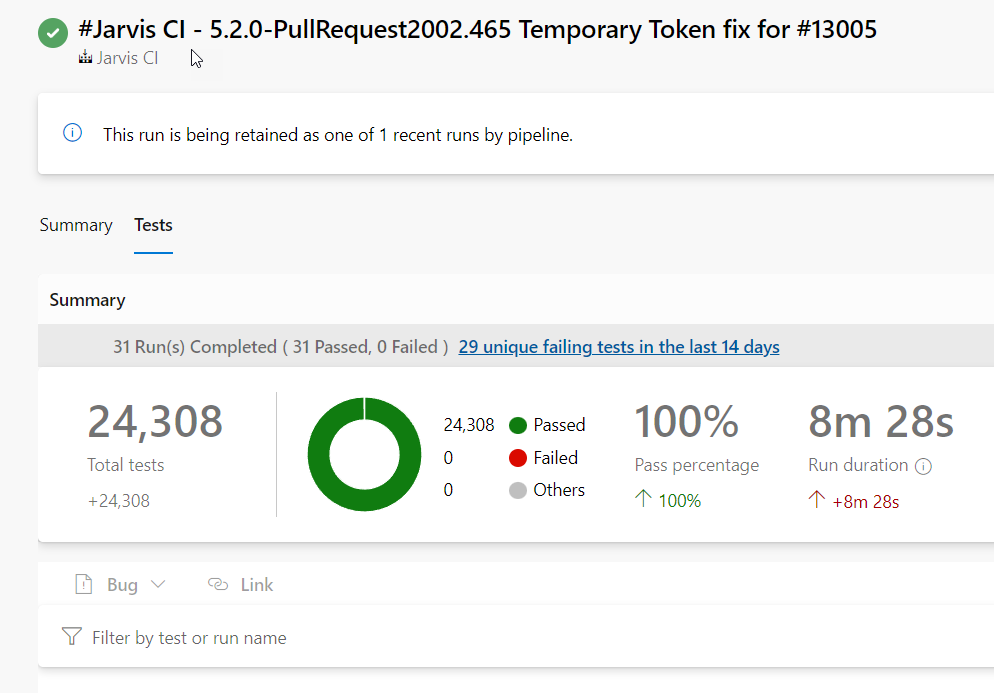 #Jarvis CI - 5.2.0-PullRequest2002.465 Temporary Token fix for #13005
Jarvis CI
This run is being retained as one of 1 recent runs by pipeline.
Summary Tests
Summary
31 Run(s) Completed ( 31 Passed, 0 Failed ) 29 unique failing tests in the last 14 days
24,308
Total tests
+24,308
24,308 Passed
0 Failed
0 Others
100%
Pass percentage
100%
8m 28s
Run duration
+8m 28s
Bug Link
Filter by test or run name